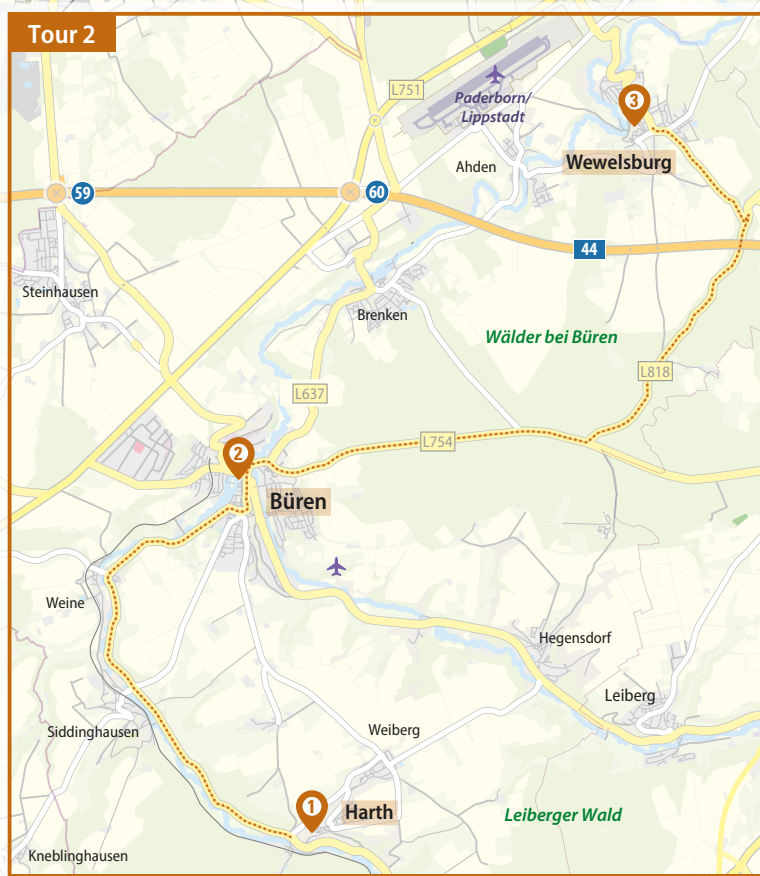 Tour 2
L751
Paderborn/
Lippstadt
3
Ahden
Wewelsburg
59
60
44
Steinhausen
Brenken
Wälder bei Büren
L818
L637
L754
2
Büren
Weine
Hegensdorf
Leiberg
Siddinghausen
Weiberg
1
Harth
Leiberger Wald
Kneblinghausen